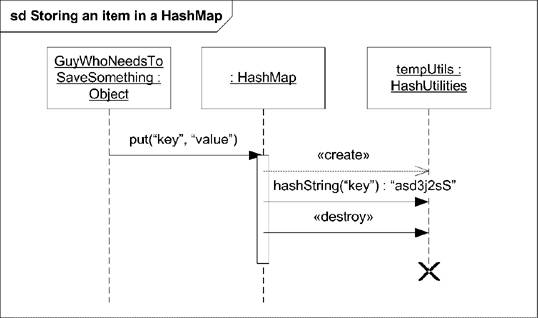 sd Storing an item in a HashMap
GuyWhoNeedsTo
SaveSomething :
Object
: HashMap
tempUtils :
HashUtilities
put("key", "value")
«create»
hashString("key") : "asd3j2sS"
«destroy»